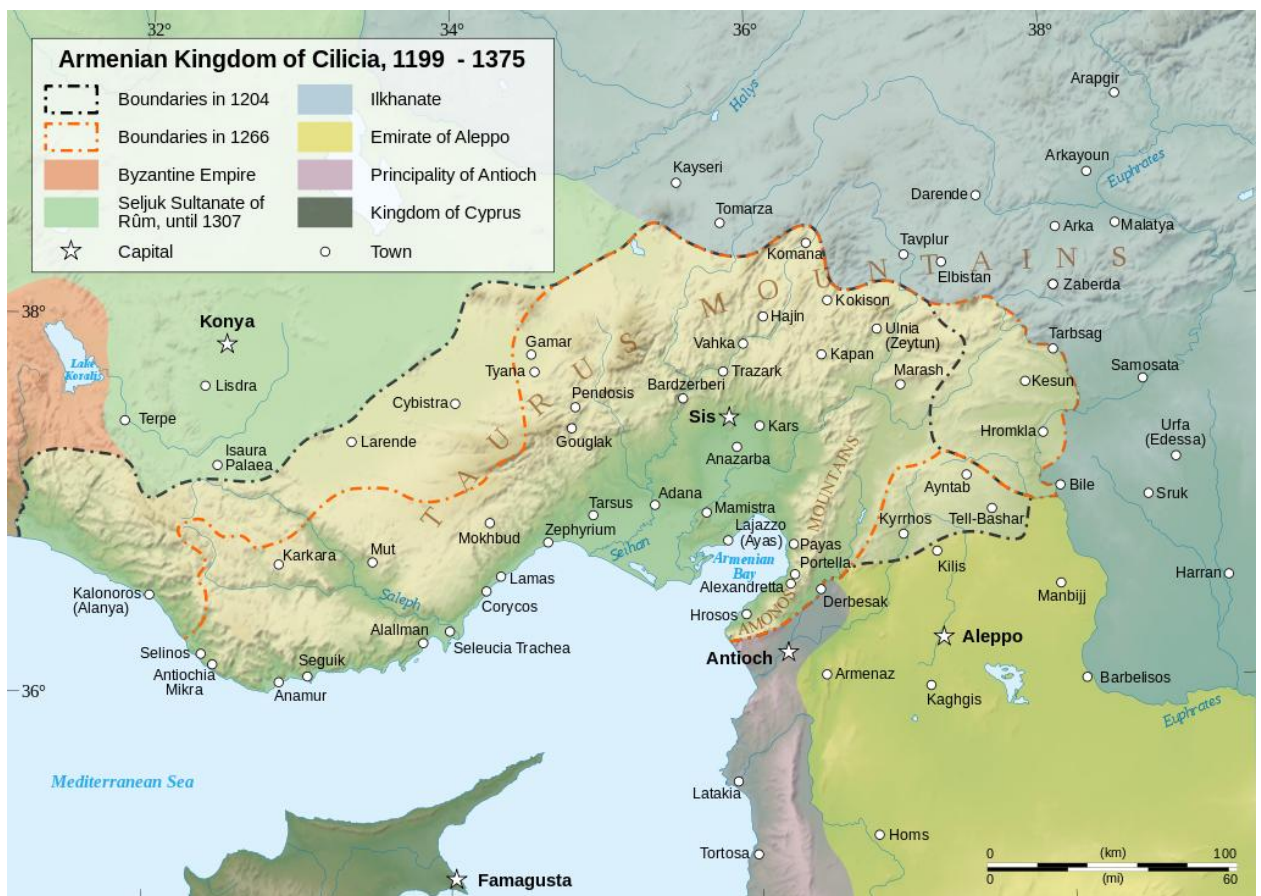 32°
34°
36°
38°
Armenian Kingdom of Cilicia, 1199 - 1375
Boundaries in 1204
Boundaries in 1266
Byzantine Empire
Seljuk Sultanate of
Rûm, until 1307
Capital
Ilkhanate
Emirate of Aleppo
Principality of Antioch
Kingdom of Cyprus
Town
Halys
Arapgir
Arkayoun
Euphrates
Kayseri
Darende
Tomarza
Arka
Malatya
Komana
Tavplur
Elbistan
Zaberda
TAURUS MOUNTAINS
38°
Konya
Kokison
Hajin
Ulnia
(Zeytun)
Tarbsag
Gamar
Vahka
Kapan
Lake
Koralis
Lisdra
Tyana
Trazark
Marash
Samosata
Bardzerberi
Kesun
Cybistra
Pendosis
Terpe
Sis
Kars
Hromkla
Urfa
(Edessa)
Larende
Gouglak
Isaura
Palaea
Anazarba
AMONOS MOUNTAINS
Ayntab
Bile
Sruk
Tarsus
Adana
Mamistra
Kyrrhos
Tell-Bashar
Mokhbud
Zephyrium
Lajazzo
(Ayas)
Payas
Seihan
Armenian
Bay
Portella
Karkara
Mut
Kilis
Lamas
Alexandretta
Manbijj
Harran
Kalonoros
(Alanya)
Saleph
Corycos
Derbesak
Hrosos
Alallman
Seleucia Trachea
Aleppo
Selinos
Antioch
Antiochia
Mikra
Seguik
Armenaz
Barbelisos
36°
Anamur
Kaghgis
Euphrates
Mediterranean Sea
Latakia
Homs
Tortosa
0 (km) 100
0 (mi) 60
Famagusta